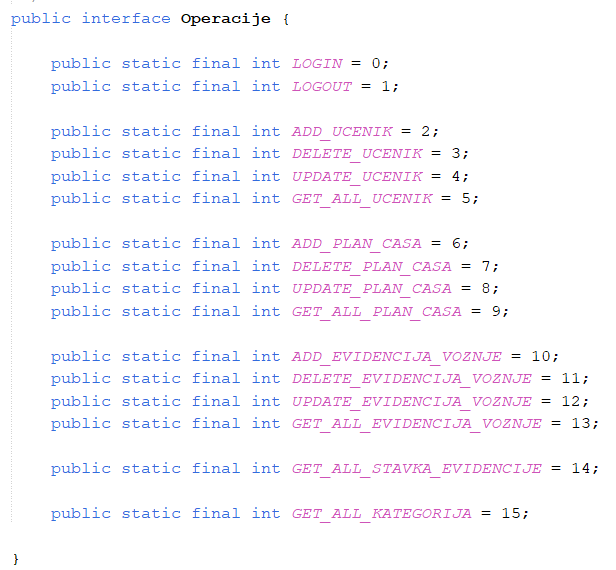 public interface Operacije {
public static final int LOGIN = 0;
public static final int LOGOUT = 1;
public static final int ADD_UCENIK = 2;
public static final int DELETE_UCENIK = 3;
public static final int UPDATE_UCENIK = 4;
public static final int GET_ALL_UCENIK = 5;
public static final int ADD_PLAN_CASA = 6;
public static final int DELETE_PLAN_CASA = 7;
public static final int UPDATE_PLAN_CASA = 8;
public static final int GET_ALL_PLAN_CASA = 9;
public static final int ADD_EVIDENCIJA_VOZNJE = 10;
public static final int DELETE_EVIDENCIJA_VOZNJE = 11;
public static final int UPDATE_EVIDENCIJA_VOZNJE = 12;
public static final int GET_ALL_EVIDENCIJA_VOZNJE = 13;
public static final int GET_ALL_STAVKA_EVIDENCIJE = 14;
public static final int GET_ALL_KATEGORIJA = 15;
}